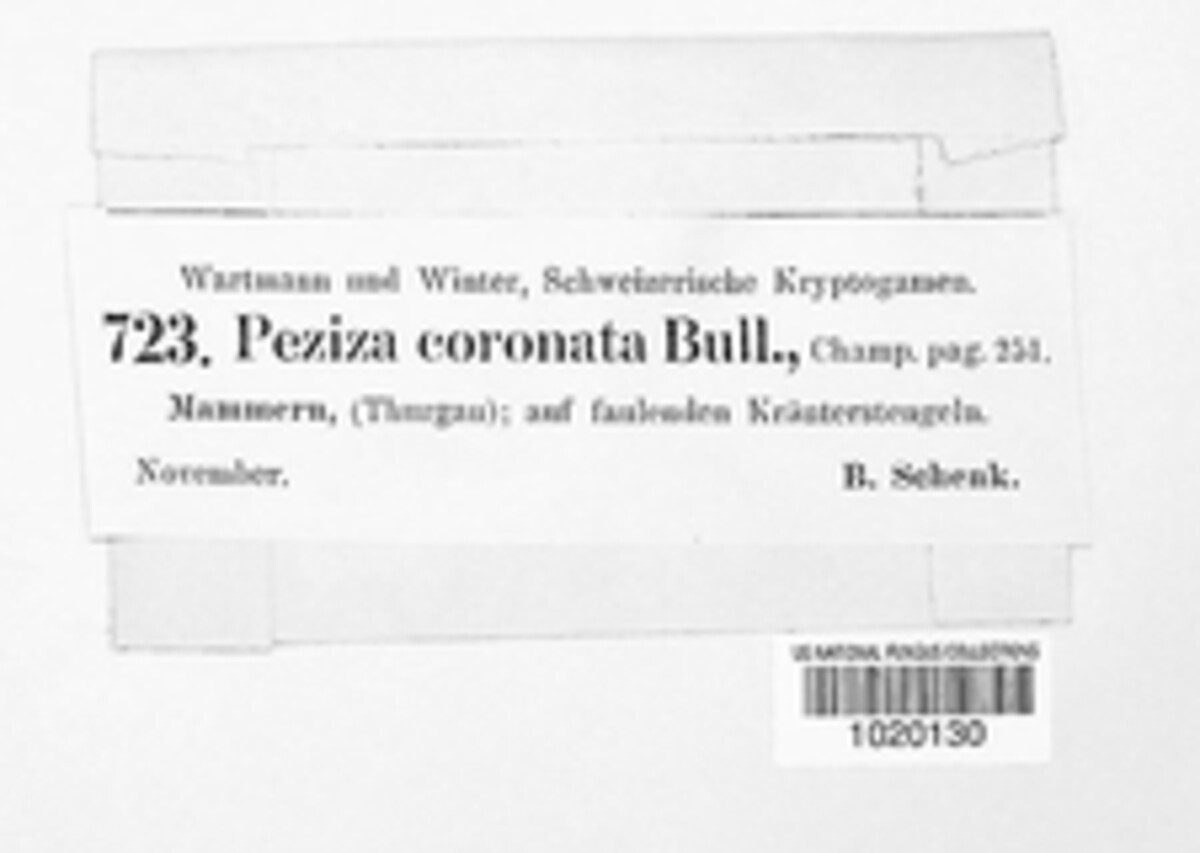 Wartmann und Winter, Schweizerische Kryptogamen.
723. Peziza coronata Bull., Champ. pag. 251.
Mammern, (Thurgau); auf faulenden Kräuterstengeln.
November. B. Schenk.
US NATIONAL FUNGUS COLLECTIONS
1020130